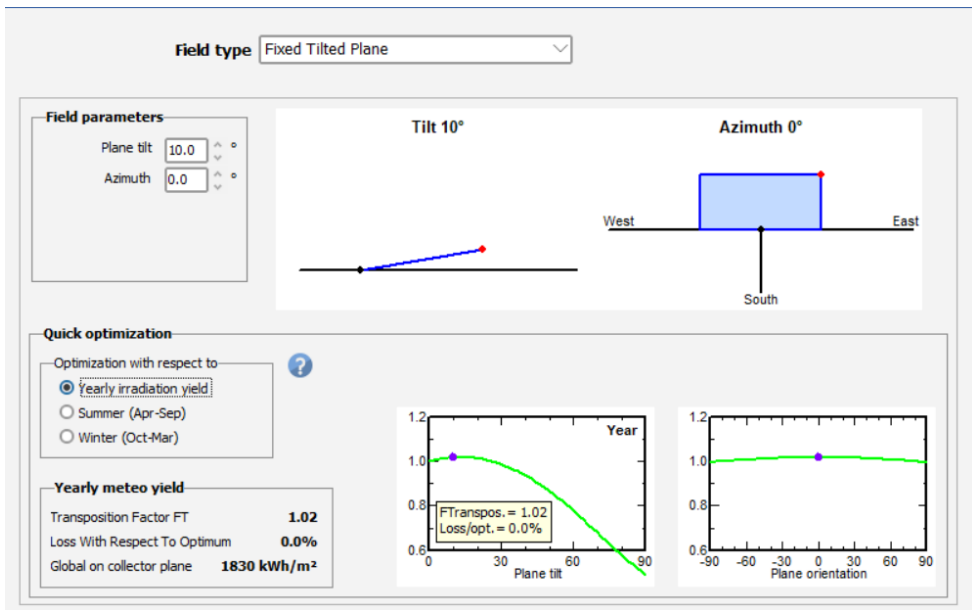 Field type Fixed Tilted Plane
Field parameters
Plane tilt 10.0 °
Azimuth 0.0 °
Tilt 10°
Azimuth 0°
West East
South
Quick optimization
Optimization with respect to
Yearly irradiation yield
Summer (Apr-Sep)
Winter (Oct-Mar)
?
Yearly meteo yield
Transposition Factor FT 1.02
Loss With Respect To Optimum 0.0%
Global on collector plane 1830 kWh/m²
1.2
Year
1.0
0.8
FTranspos.= 1.02
Loss/opt.= 0.0%
0.6
0 30 60 90
Plane tilt
1.2
1.0
0.8
0.6
-90 -60 -30 0 30 60 90
Plane orientation